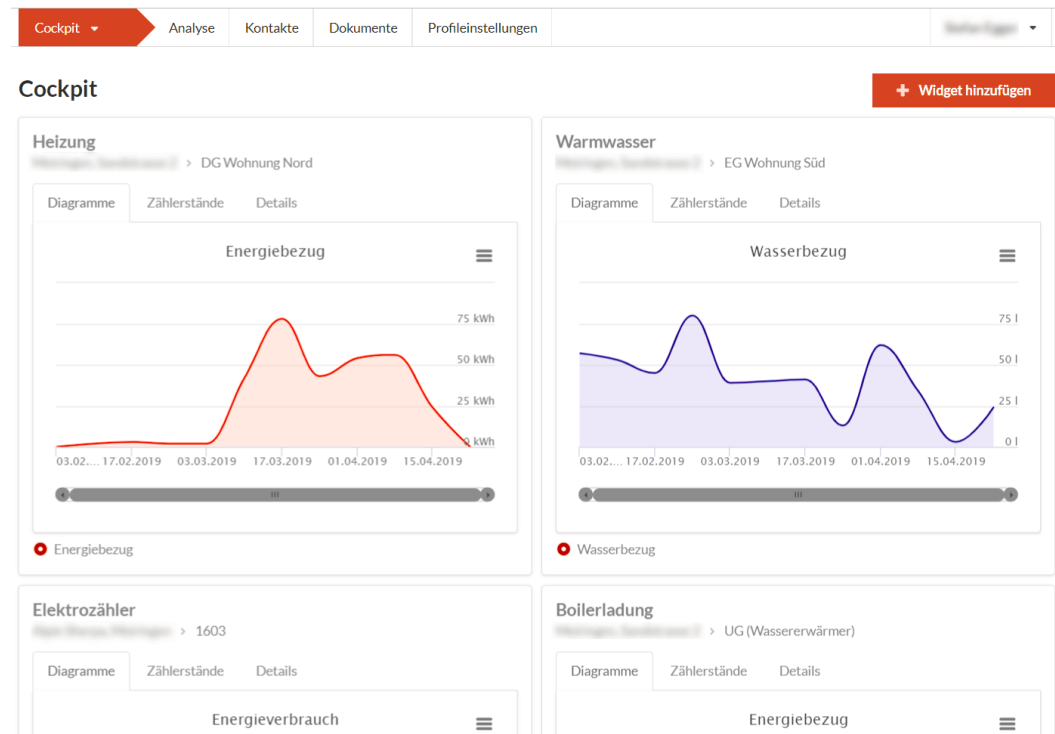 Cockpit Analyse Kontakte Dokumente Profileinstellungen
Cockpit
Widget hinzufügen
Heizung
> DG Wohnung Nord
Diagramme Zählerstände Details
Energiebezug
75 kWh
50 kWh
25 kWh
0 kWh
03.02.... 17.02.2019 03.03.2019 17.03.2019 01.04.2019 15.04.2019
Energiebezug
Warmwasser
> EG Wohnung Süd
Diagramme Zählerstände Details
Wasserbezug
75 l
50 l
25 l
0 l
03.02.... 17.02.2019 03.03.2019 17.03.2019 01.04.2019 15.04.2019
Wasserbezug
Elektrozähler
> 1603
Diagramme Zählerstände Details
Energieverbrauch
Boilerladung
> UG (Wassererwärmer)
Diagramme Zählerstände Details
Energiebezug